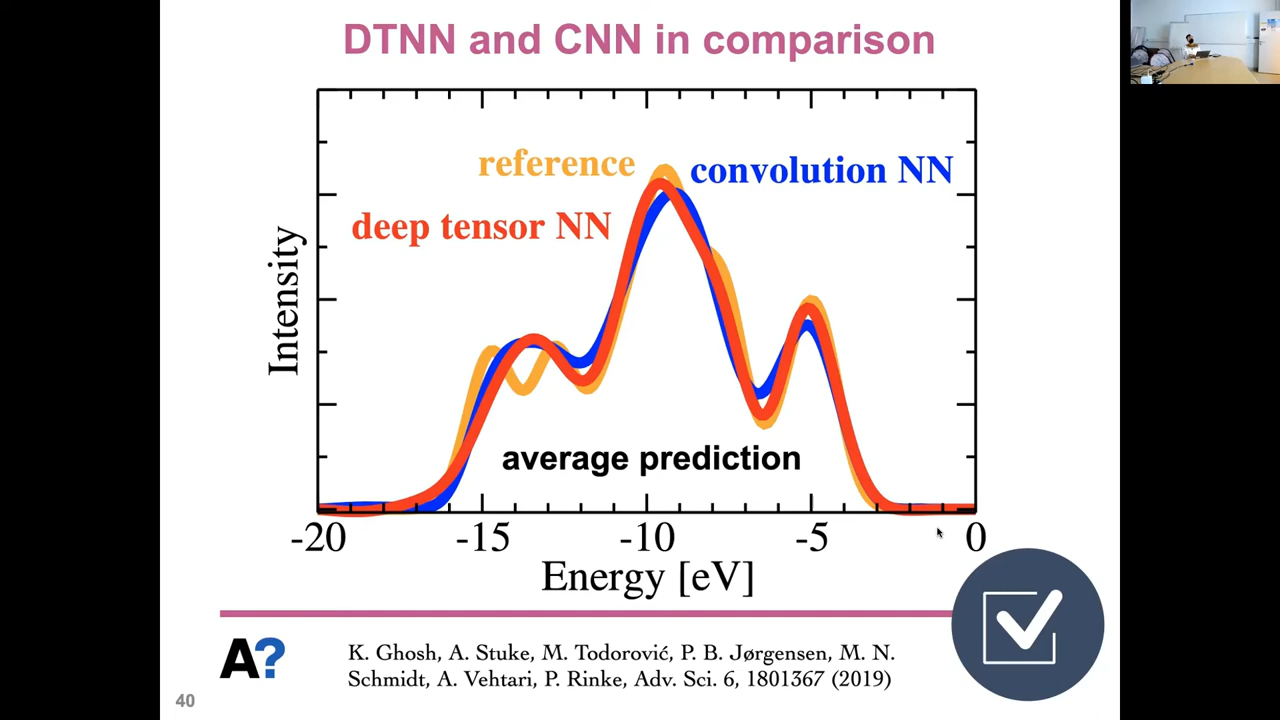 DTNN and CNN in comparison
reference
convolution NN
deep tensor NN
Intensity
average prediction
-20 -15 -10 -5 0
Energy [eV]
A?
K. Ghosh, A. Stuke, M. Todorović, P. B. Jørgensen, M. N.
Schmidt, A. Vehtari, P. Rinke, Adv. Sci. 6, 1801367 (2019)
40